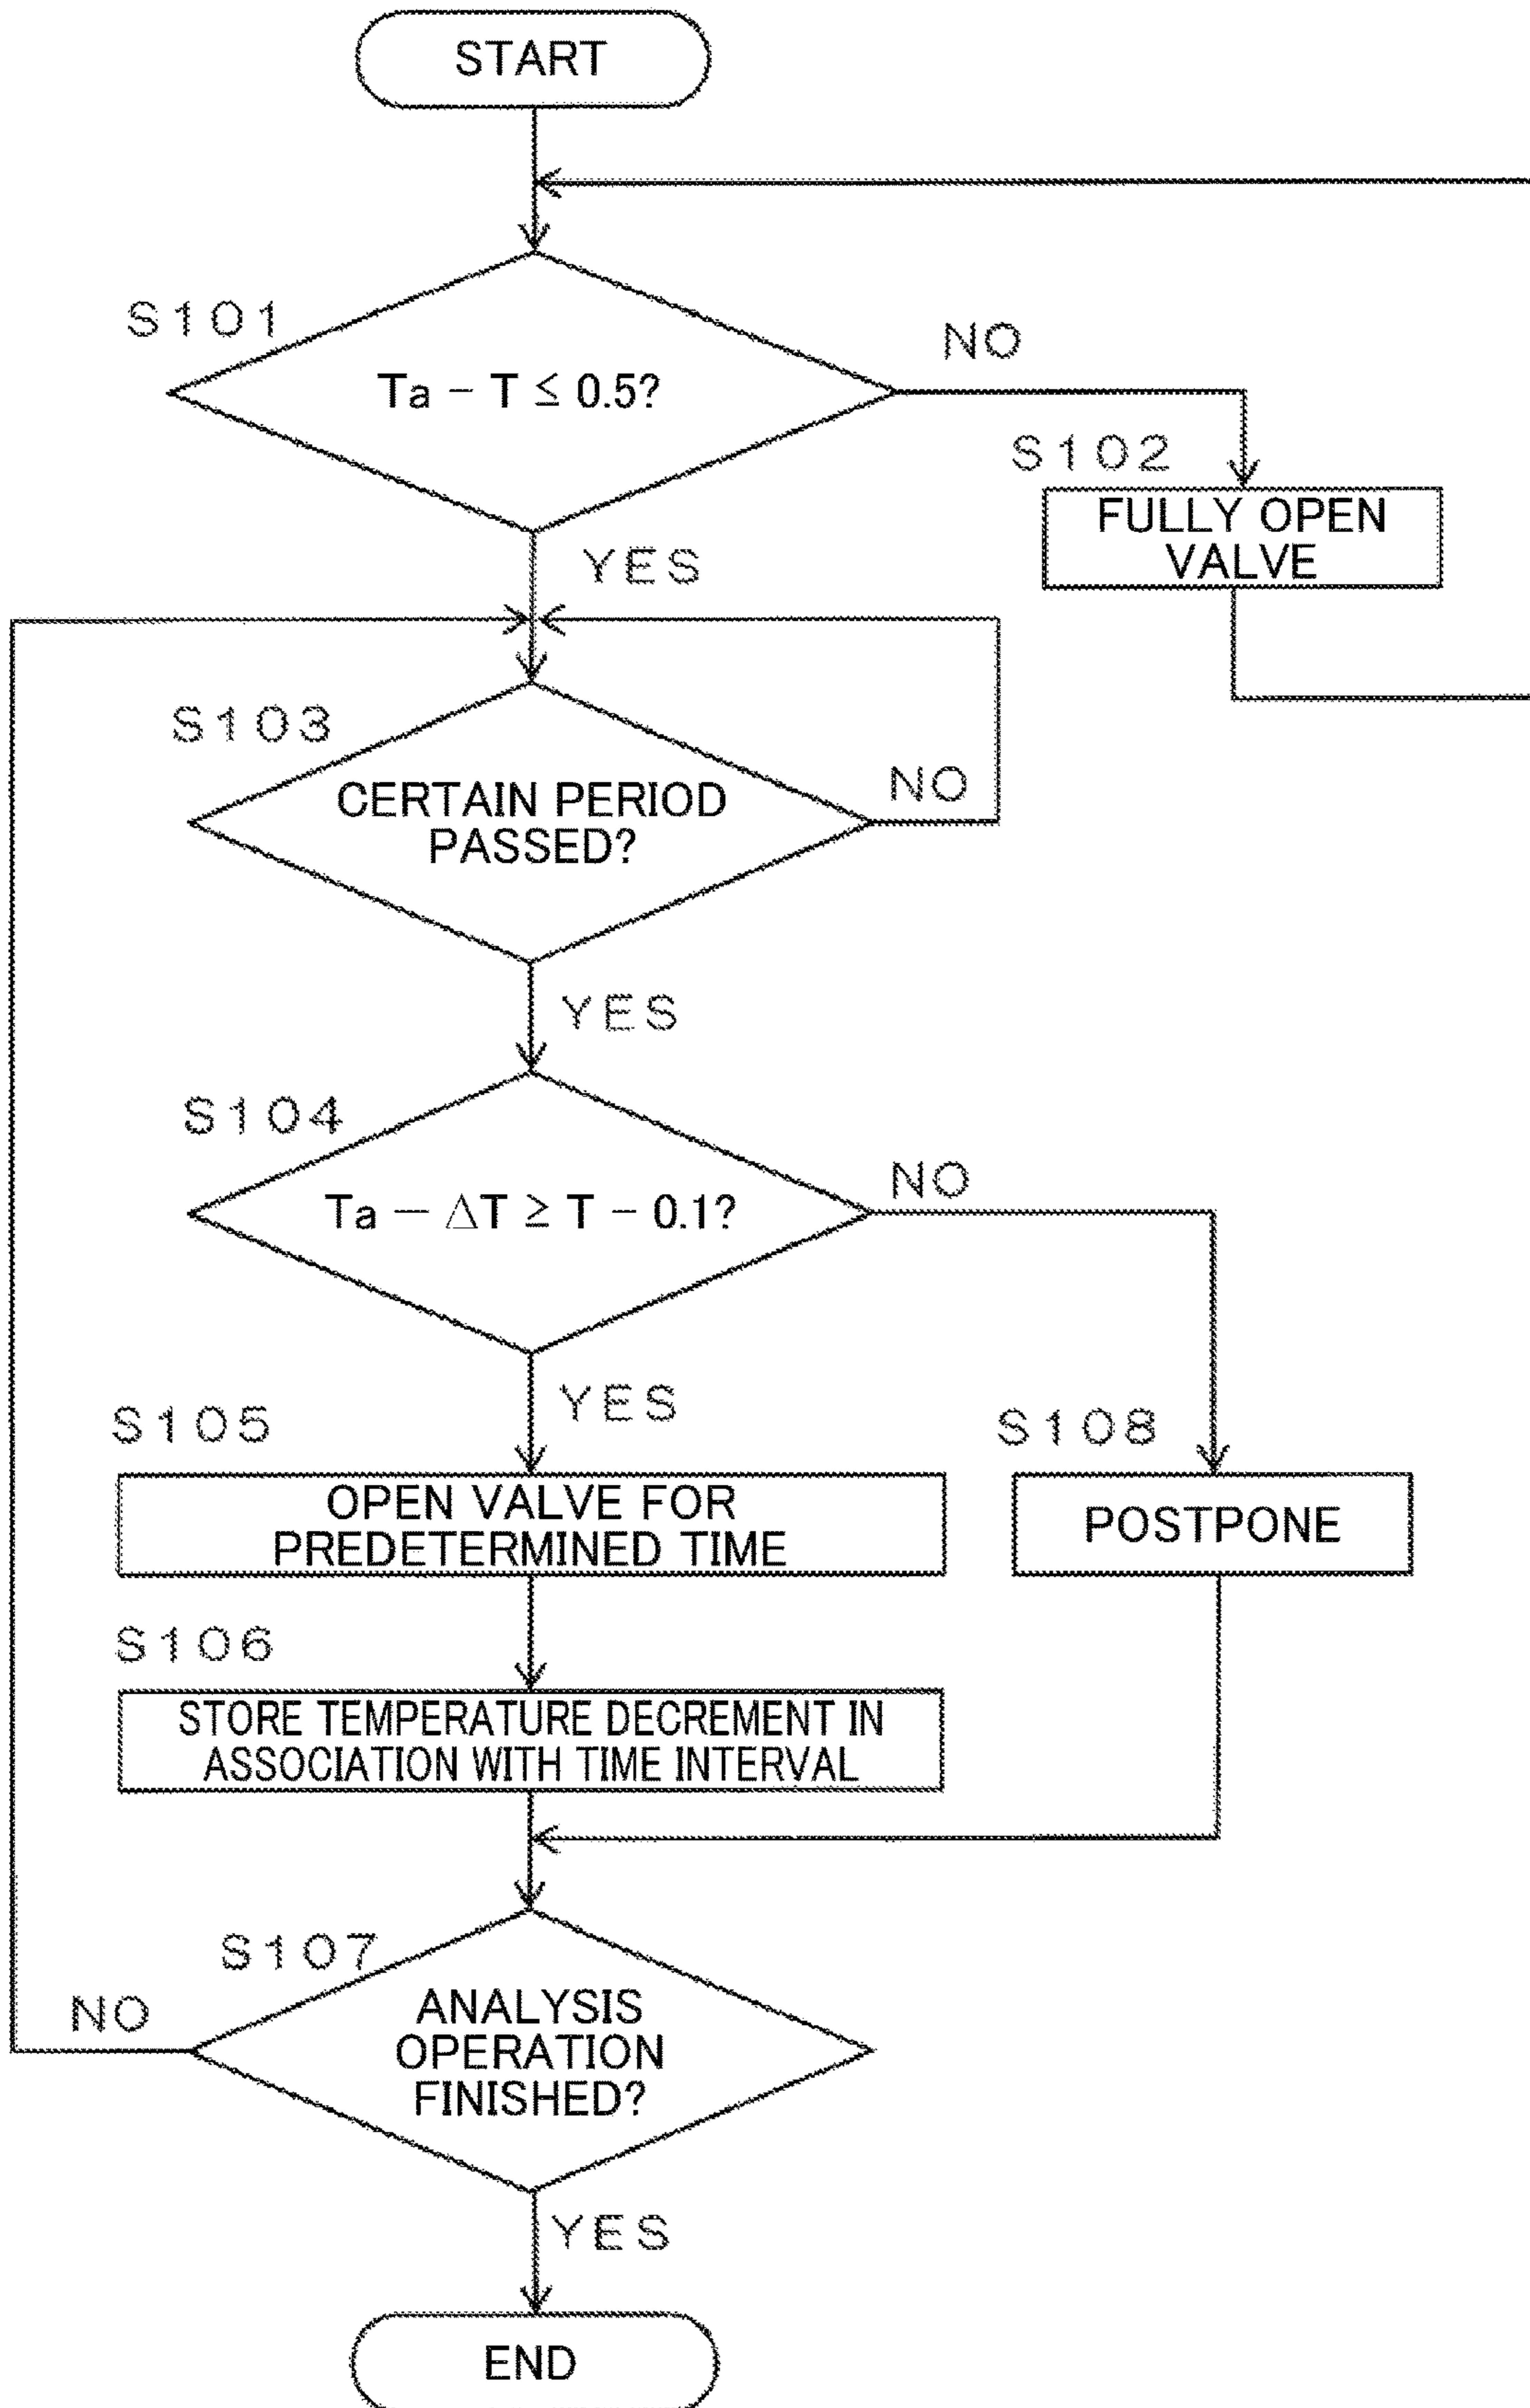 START
S101
Ta − T ≤ 0.5?
NO
S102
FULLY OPEN
VALVE
YES
S103
CERTAIN PERIOD
PASSED?
NO
YES
S104
Ta − ΔT ≥ T − 0.1?
NO
YES
S105
OPEN VALVE FOR
PREDETERMINED TIME
S108
POSTPONE
S106
STORE TEMPERATURE DECREMENT IN
ASSOCIATION WITH TIME INTERVAL
S107
ANALYSIS
OPERATION
FINISHED?
NO
YES
END